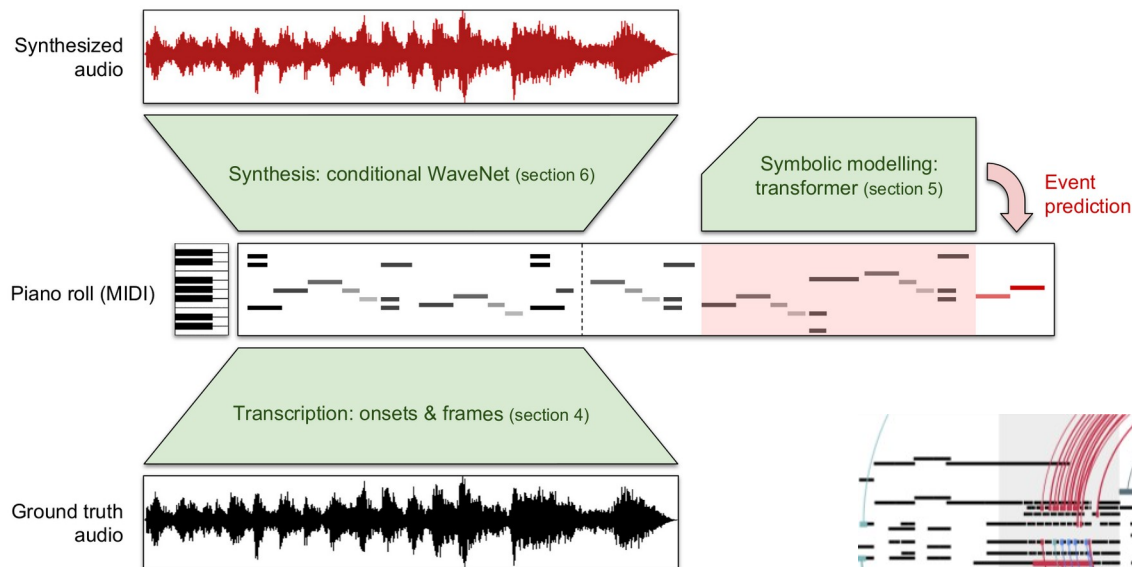 Synthesized
audio
Synthesis: conditional WaveNet (section 6)
Symbolic modelling:
transformer (section 5)
Event
prediction
Piano roll (MIDI)
Transcription: onsets & frames (section 4)
Ground truth
audio